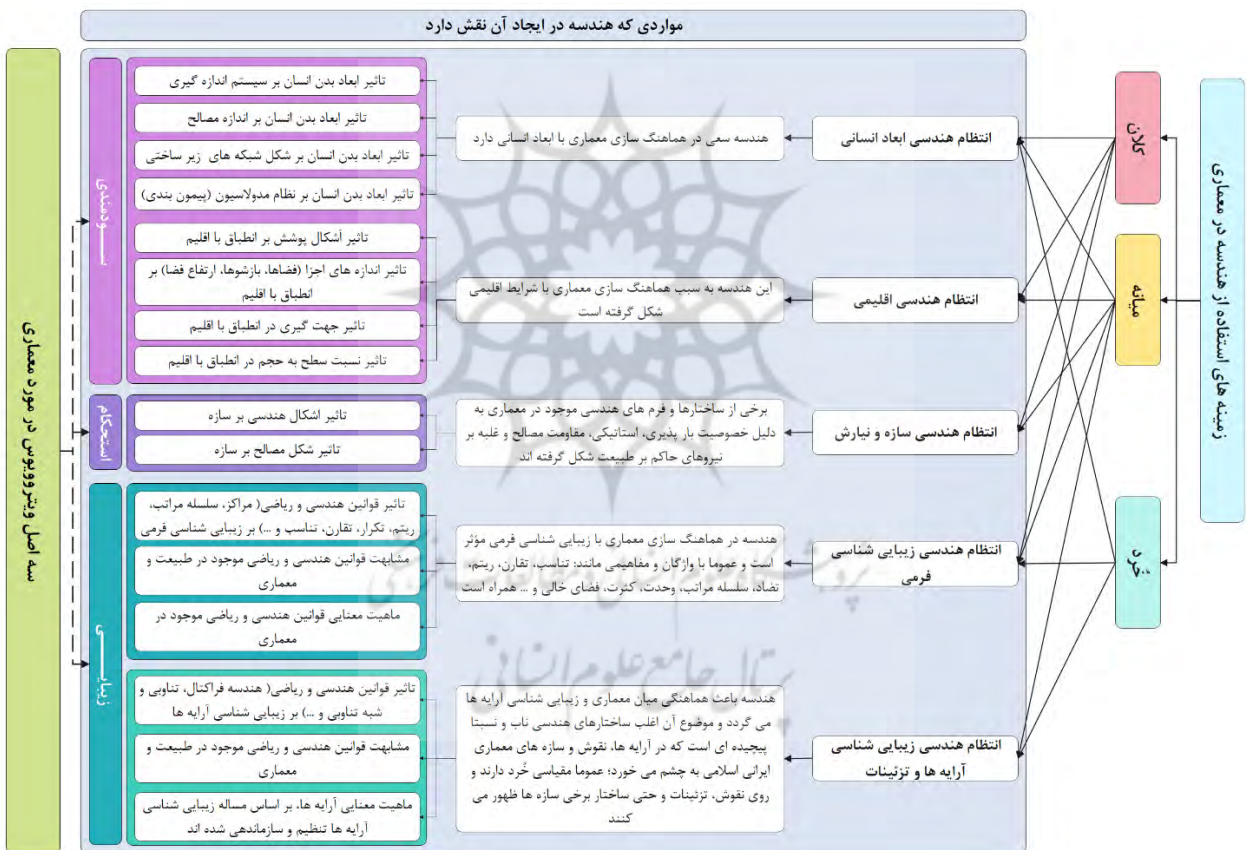 مواردی که هندسه در ایجاد آن نقش دارد
زمینه های استفاده از هندسه در معماری
کلان
میانه
خُرد
انتظام هندسی ابعاد انسانی
هندسه سعی در هماهنگ سازی معماری با ابعاد انسانی دارد
تاثیر ابعاد بدن انسان بر سیستم اندازه گیری
تاثیر ابعاد بدن انسان بر اندازه مصالح
تاثیر ابعاد بدن انسان بر شکل شبکه های زیر ساختی
تاثیر ابعاد بدن انسان بر نظام مدولاسیون (پیمون بندی)
انتظام هندسی اقلیمی
این هندسه به سبب هماهنگ سازی معماری با شرایط اقلیمی
شکل گرفته است
تاثیر اَشکال پوشش بر انطباق با اقلیم
تاثیر اندازه های اجزا (فضاها، بازشوها، ارتفاع فضا) بر
انطباق با اقلیم
تاثیر جهت گیری در انطباق با اقلیم
تاثیر نسبت سطح به حجم در انطباق با اقلیم
سـودمندی
انتظام هندسی سازه و نیارش
برخی از ساختارها و فرم های هندسی موجود در معماری به
دلیل خصوصیت بار پذیری، استاتیکی، مقاومت مصالح و غلبه بر
نیروهای حاکم بر طبیعت شکل گرفته اند
تاثیر اشکال هندسی بر سازه
تاثیر شکل مصالح بر سازه
استحکام
انتظام هندسی زیبایی شناسی
فرمی
هندسه در هماهنگ سازی معماری با زیبایی شناسی فرمی مؤثر
است و عموما با واژگان و مفاهیمی مانند: تناسب، تقارن، ریتم،
تضاد، سلسله مراتب، وحدت، کثرت، فضای خالی و ... همراه است
تاثیر قوانین هندسی و ریاضی( مراکز، سلسله مراتب،
ریتم، تکرار، تقارن، تناسب و ...) بر زیبایی شناسی فرمی
مشابهت قوانین هندسی و ریاضی موجود در طبیعت و
معماری
ماهیت معنایی قوانین هندسی و ریاضی موجود در
معماری
انتظام هندسی زیبایی شناسی
آرایه ها و تزئینات
هندسه باعث هماهنگی میان معماری و زیبایی شناسی آرایه ها
می گردد و موضوع آن اغلب ساختارهای هندسی ناب و نسبتا
پیچیده ای است که در آرایه ها، نقوش و سازه های معماری
ایرانی اسلامی به چشم می خورد؛ عموما مقیاسی خُرد دارند و
روی نقوش، تزئینات و حتی ساختار برخی سازه ها ظهور می
کنند
تاثیر قوانین هندسی و ریاضی( هندسه فراکتال، تناوبی و
شبه تناوبی و ...) بر زیبایی شناسی آرایه ها
مشابهت قوانین هندسی و ریاضی موجود در طبیعت و
معماری
ماهیت معنایی آرایه ها، بر اساس مساله زیبایی شناسی
آرایه ها تنظیم و سازماندهی شده اند
زیبایـــی
سه اصل ویتروویوس در مورد معماری
پژوهشگاه علوم انسانی و مطالعات فرهنگی
پرتال جامع علوم انسانی